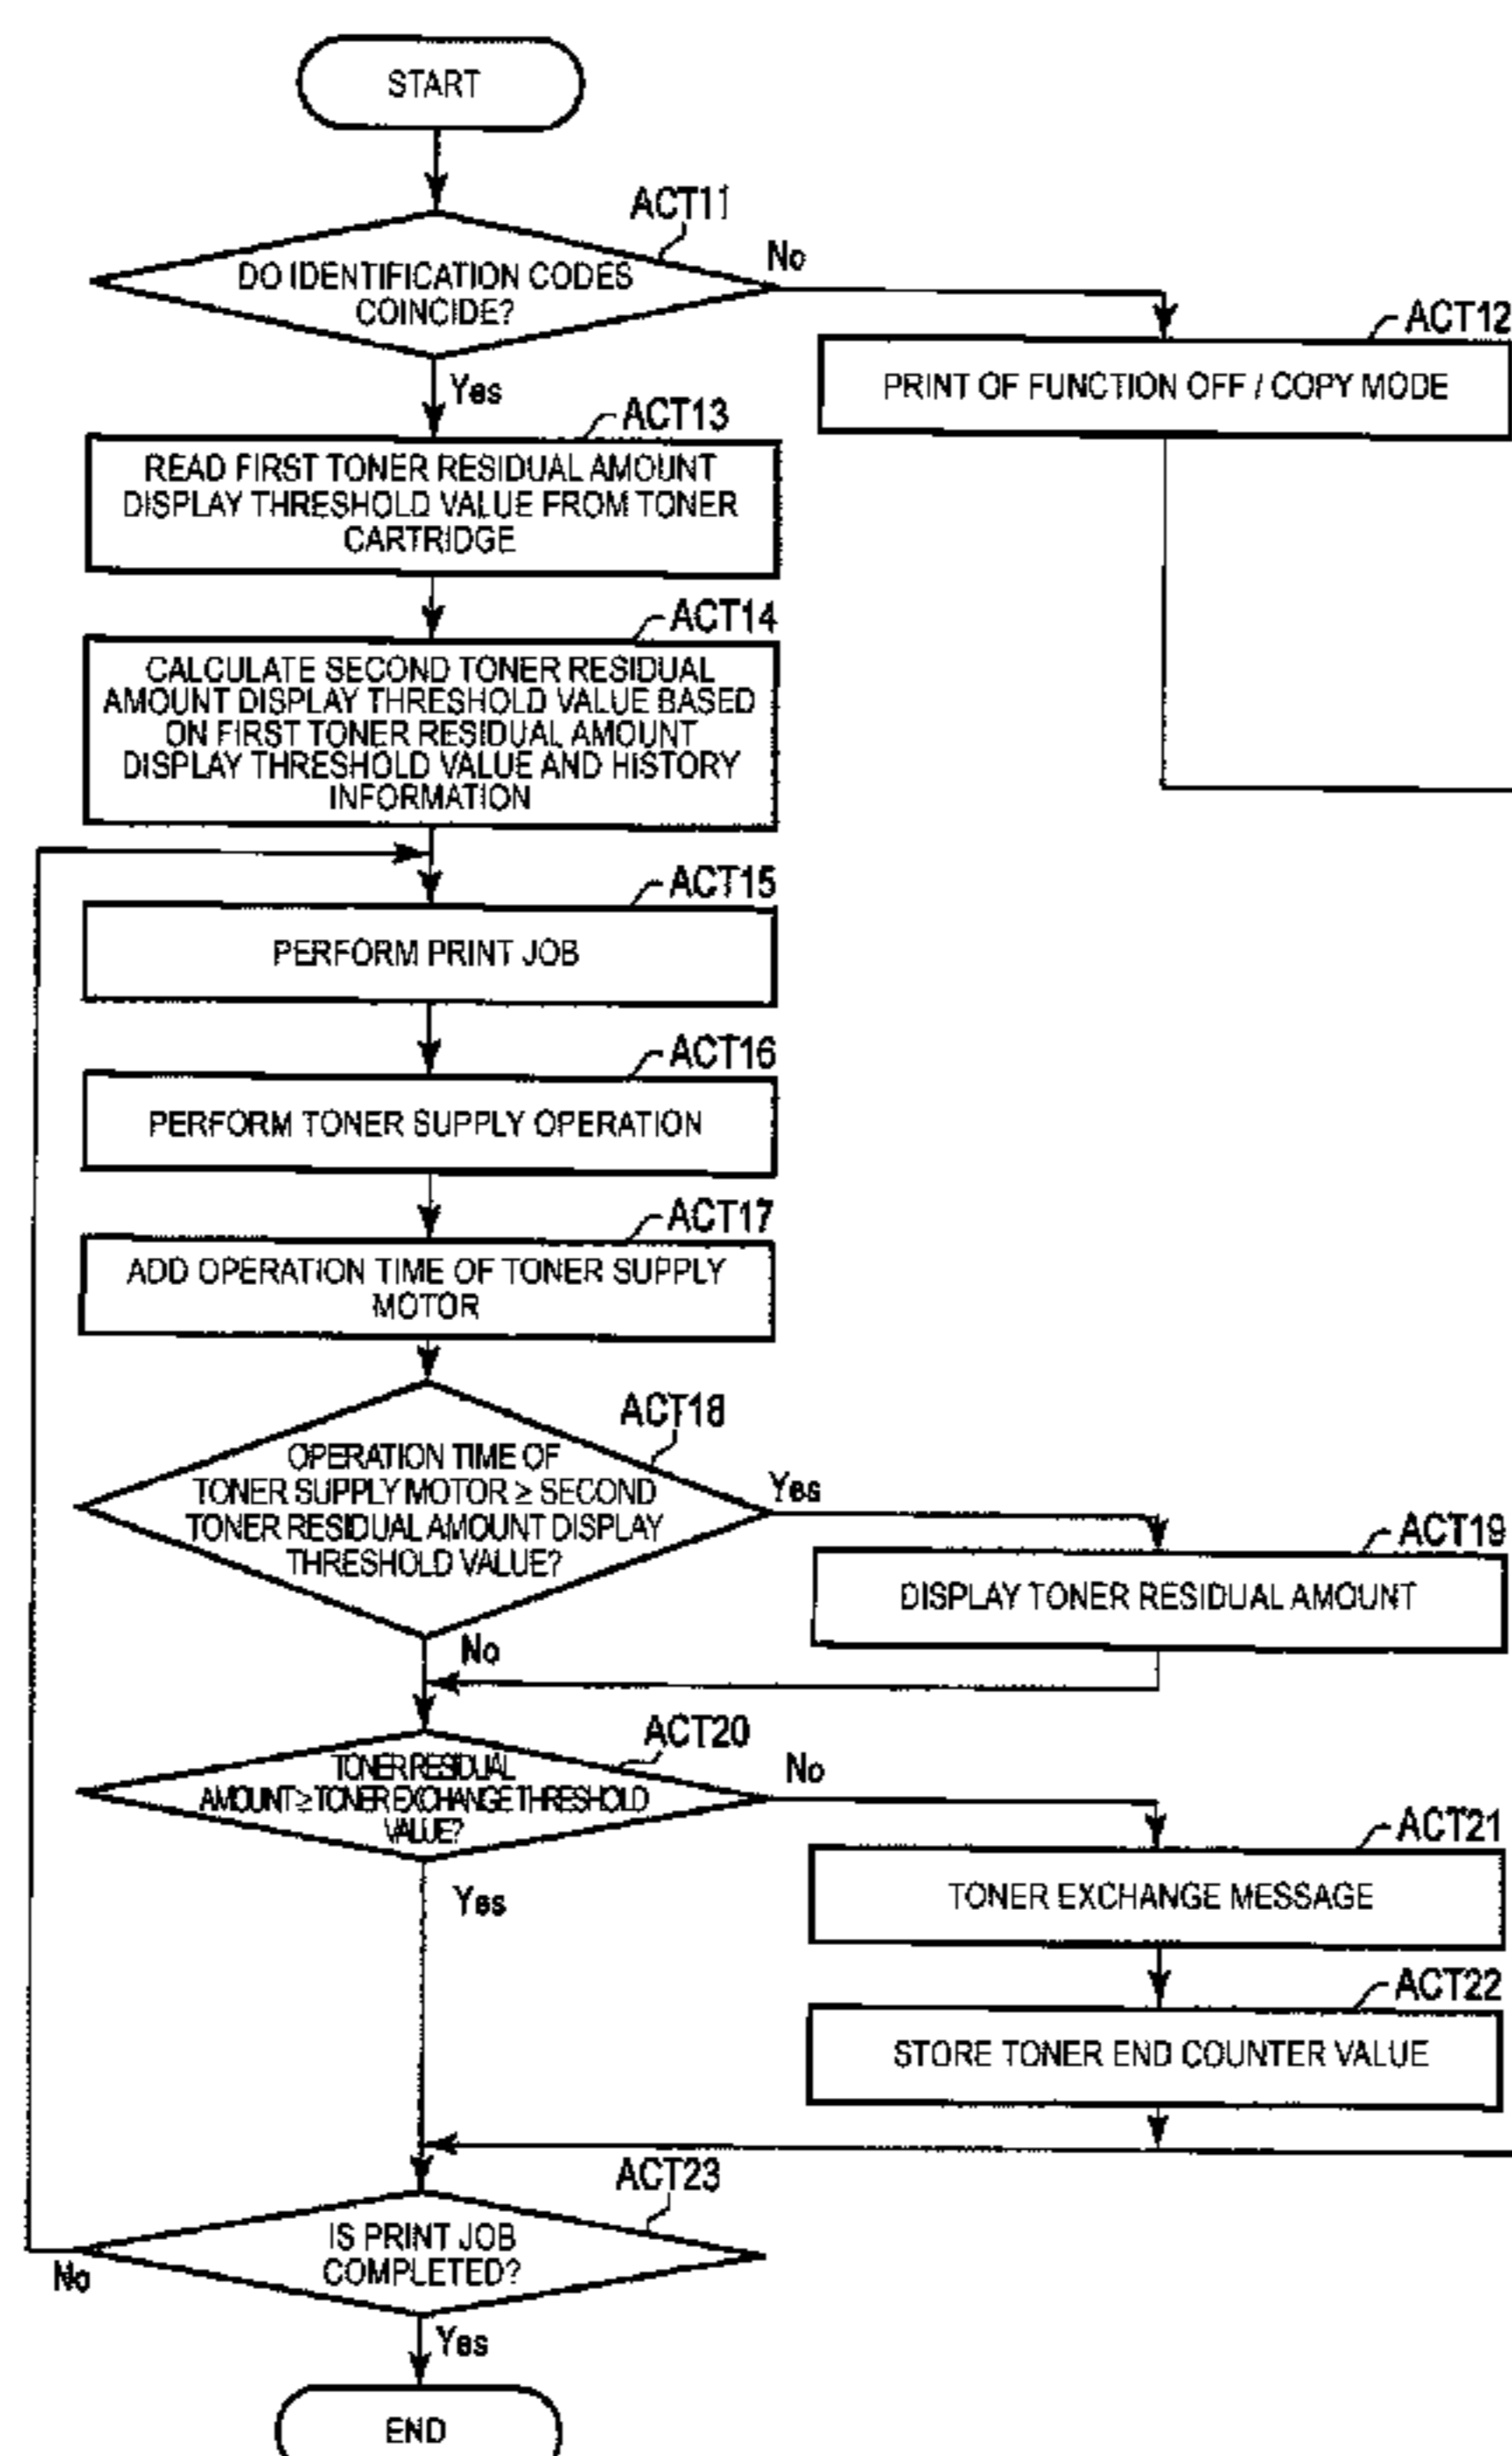 START
ACT11
DO IDENTIFICATION CODES
COINCIDE?
No
Yes
ACT12
PRINT OF FUNCTION OFF / COPY MODE
ACT13
READ FIRST TONER RESIDUAL AMOUNT
DISPLAY THRESHOLD VALUE FROM TONER
CARTRIDGE
ACT14
CALCULATE SECOND TONER RESIDUAL
AMOUNT DISPLAY THRESHOLD VALUE BASED
ON FIRST TONER RESIDUAL AMOUNT
DISPLAY THRESHOLD VALUE AND HISTORY
INFORMATION
ACT15
PERFORM PRINT JOB
ACT16
PERFORM TONER SUPPLY OPERATION
ACT17
ADD OPERATION TIME OF TONER SUPPLY
MOTOR
ACT18
OPERATION TIME OF
TONER SUPPLY MOTOR ≥ SECOND
TONER RESIDUAL AMOUNT DISPLAY
THRESHOLD VALUE?
Yes
No
ACT19
DISPLAY TONER RESIDUAL AMOUNT
ACT20
TONER RESIDUAL
AMOUNT ≥ TONER EXCHANGE THRESHOLD
VALUE?
No
Yes
ACT21
TONER EXCHANGE MESSAGE
ACT22
STORE TONER END COUNTER VALUE
ACT23
IS PRINT JOB
COMPLETED?
No
Yes
END